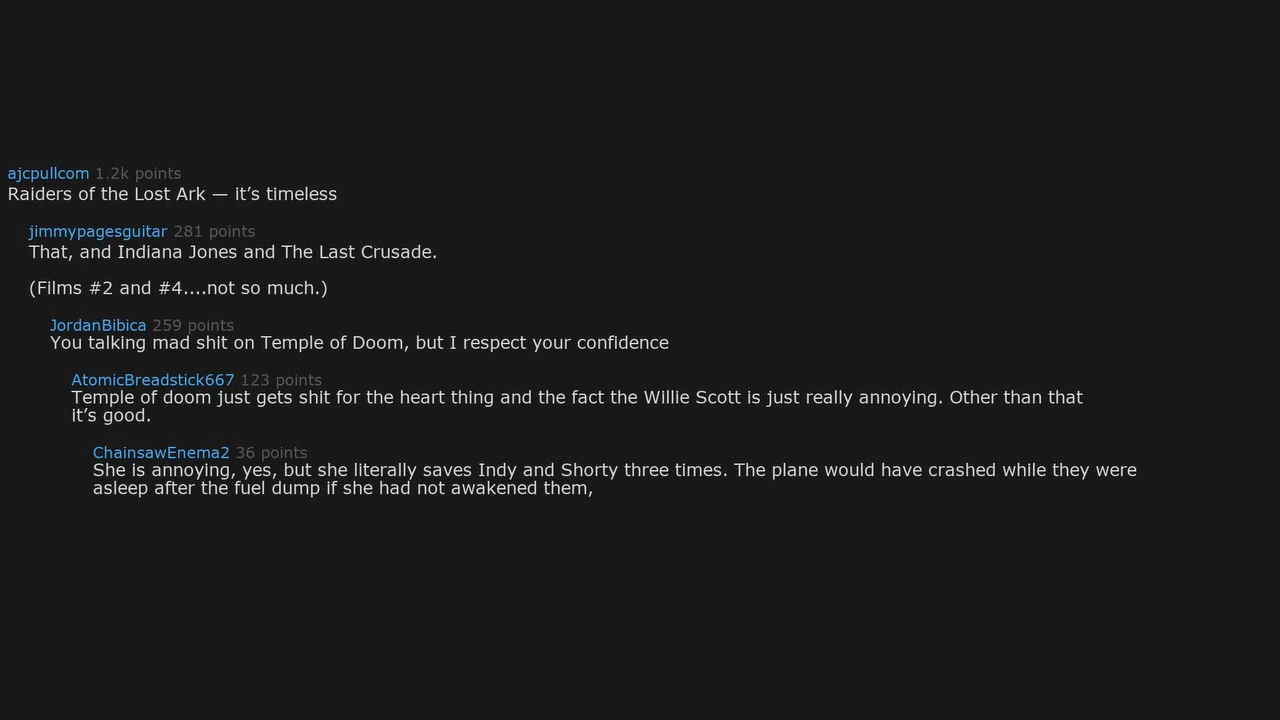 ajcpullcom 1.2k points
Raiders of the Lost Ark — it’s timeless
jimmypagesguitar 281 points
That, and Indiana Jones and The Last Crusade.
(Films #2 and #4....not so much.)
JordanBibica 259 points
You talking mad shit on Temple of Doom, but I respect your confidence
AtomicBreadstick667 123 points
Temple of doom just gets shit for the heart thing and the fact the Willie Scott is just really annoying. Other than that
it’s good.
ChainsawEnema2 36 points
She is annoying, yes, but she literally saves Indy and Shorty three times. The plane would have crashed while they were
asleep after the fuel dump if she had not awakened them,